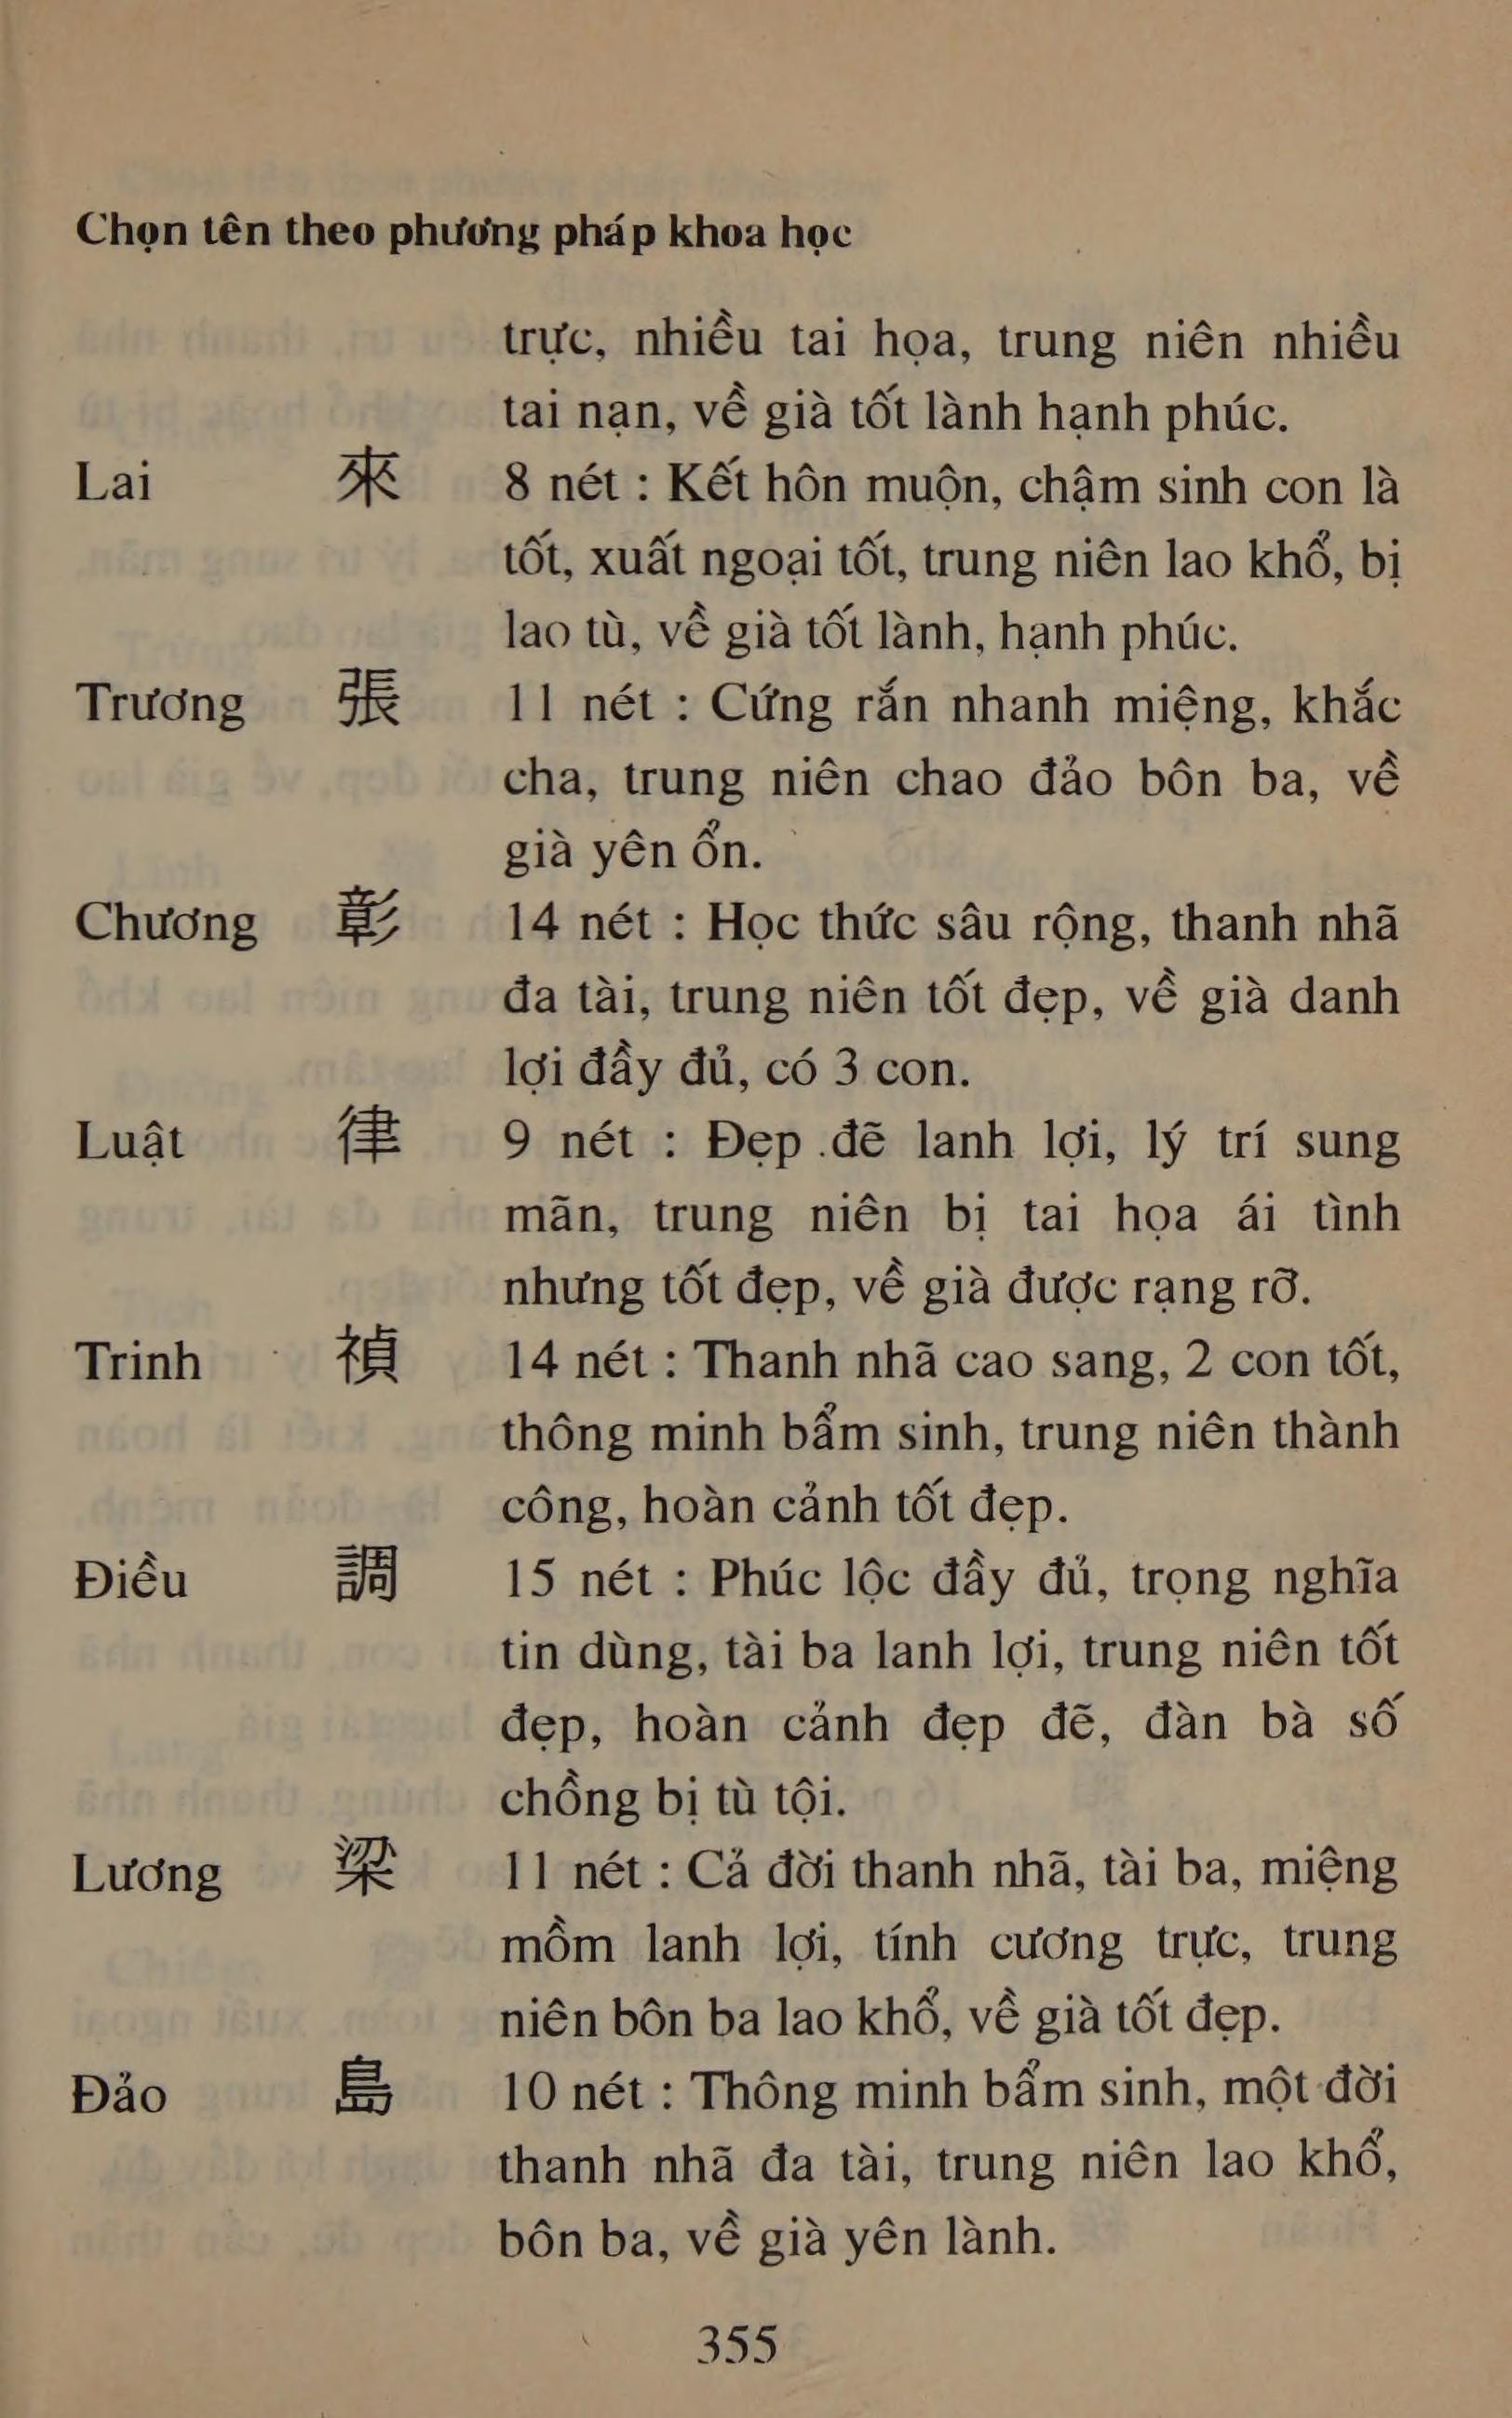 Chọn tên theo phương pháp khoa học
trực, nhiều tai họa, trung niên nhiều
tai nạn, về già tốt lành hạnh phúc.
Lai 來 8 nét : Kết hôn muộn, chậm sinh con là
tốt, xuất ngoại tốt, trung niên lao khổ, bị
lao tù, về già tốt lành, hạnh phúc.
Trương 張 11 nét : Cứng rắn nhanh miệng, khắc
cha, trung niên chao đảo bôn ba, về
già yên ổn.
Chương 彰 14 nét : Học thức sâu rộng, thanh nhã
đa tài, trung niên tốt đẹp, về già danh
lợi đầy đủ, có 3 con.
Luật 律 9 nét : Đẹp .đẽ lanh lợi, lý trí sung
mãn, trung niên bị tai họa ái tình
nhưng tốt đẹp, về già được rạng rỡ.
Trinh 禎 14 nét : Thanh nhã cao sang, 2 con tốt,
thông minh bẩm sinh, trung niên thành
công, hoàn cảnh tốt đẹp.
Điều 調 15 nét : Phúc lộc đầy đủ, trọng nghĩa
tin dùng, tài ba lanh lợi, trung niên tốt
đẹp, hoàn cảnh đẹp đẽ, đàn bà số
chồng bị tù tội.
Lương 梁 11 nét : Cả đời thanh nhã, tài ba, miệng
mồm lanh lợi, tính cương trực, trung
niên bôn ba lao khổ, về già tốt đẹp.
Đảo 島 10 nét : Thông minh bẩm sinh, một đời
thanh nhã đa tài, trung niên lao khổ,
bôn ba, về già yên lành.
355